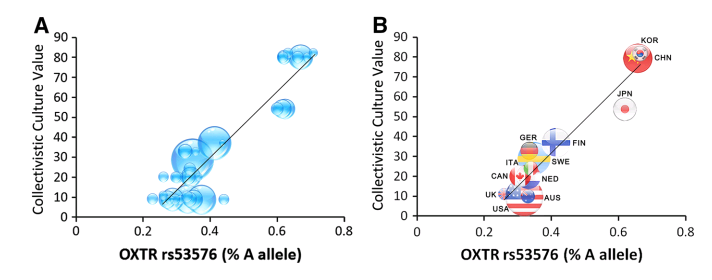 A
Collectivistic Culture Value
90
80
70
60
50
40
30
20
10
0
0 0.2 0.4 0.6 0.8
OXTR rs53576 (% A allele)
B
Collectivistic Culture Value
90
80
70
60
50
40
30
20
10
0
KOR
CHN
JPN
GER
FIN
ITA
SWE
CAN
NED
UK
AUS
USA
0 0.2 0.4 0.6 0.8
OXTR rs53576 (% A allele)